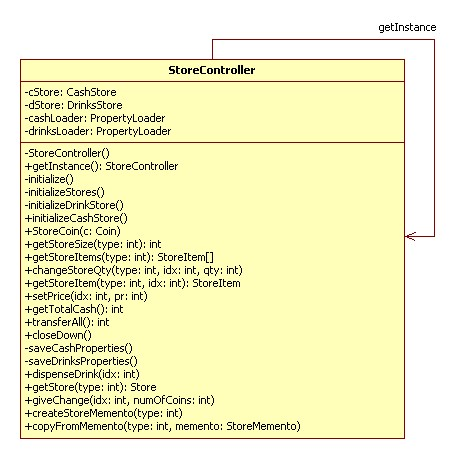 getInstance
StoreController
-cStore: CashStore
-dStore: DrinksStore
-cashLoader: PropertyLoader
-drinksLoader: PropertyLoader
-StoreController()
+getInstance(): StoreController
-initialize()
-initializeStores()
-initializeDrinkStore()
+initializeCashStore()
+StoreCoin(c: Coin)
+getStoreSize(type: int): int
+getStoreItems(type: int): StoreItem[]
+changeStoreQty(type: int, idx: int, qty: int)
+getStoreItem(type: int, idx: int): StoreItem
+setPrice(idx: int, pr: int)
+getTotalCash(): int
+transferAll(): int
+closeDown()
-saveCashProperties()
-saveDrinksProperties()
+dispenseDrink(idx: int)
+getStore(type: int): Store
+giveChange(idx: int, numOfCoins: int)
+createStoreMemento(type: int)
+copyFromMemento(type: int, memento: StoreMemento)